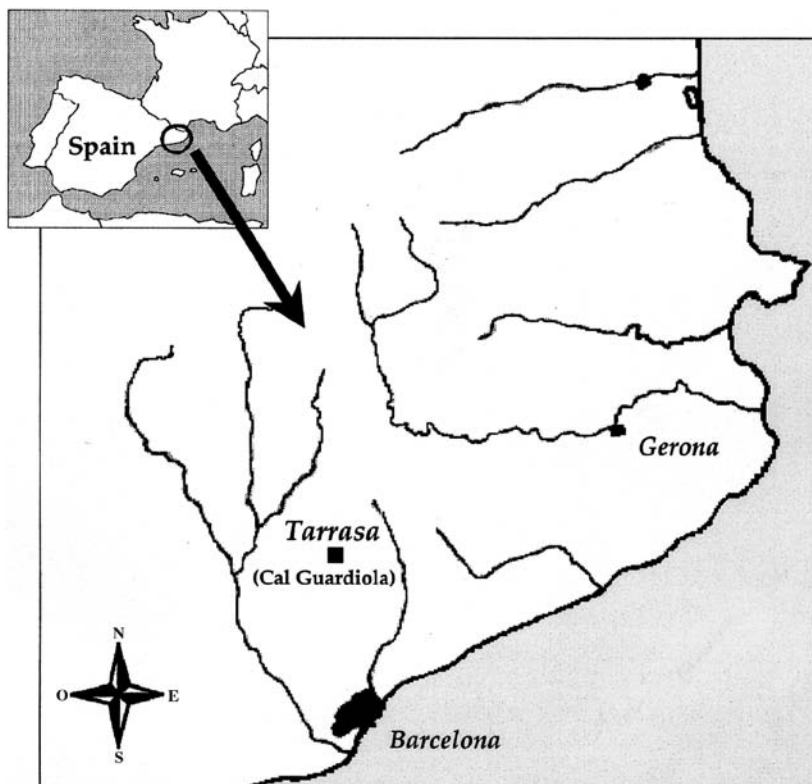 Spain
Gerona
Tarrasa
(Cal Guardiola)
N
O
E
S
Barcelona